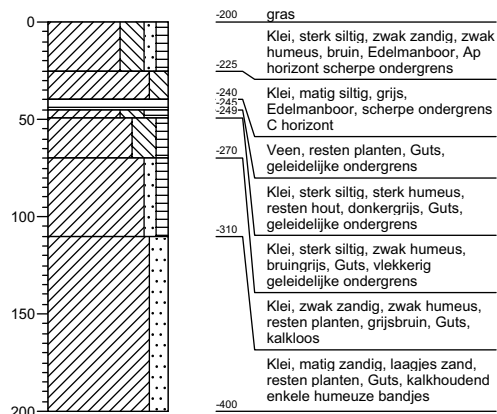 0
50
100
150
200
-200
gras
Klei, sterk siltig, zwak zandig, zwak
humeus, bruin, Edelmanboor, Ap
horizont scherpe ondergrens
-225
Klei, matig siltig, grijs,
Edelmanboor, scherpe ondergrens
C horizont
-240
Veen, resten planten, Guts,
geleidelijke ondergrens
-245
Klei, sterk siltig, sterk humeus,
resten hout, donkergrijs, Guts,
geleidelijke ondergrens
-249
Klei, sterk siltig, zwak humeus,
bruingrijs, Guts, vlekkerig
geleidelijke ondergrens
-270
Klei, zwak zandig, zwak humeus,
resten planten, grijsbruin, Guts,
kalkloos
-310
Klei, matig zandig, laagjes zand,
resten planten, Guts, kalkhoudend
enkele humeuze bandjes
-400